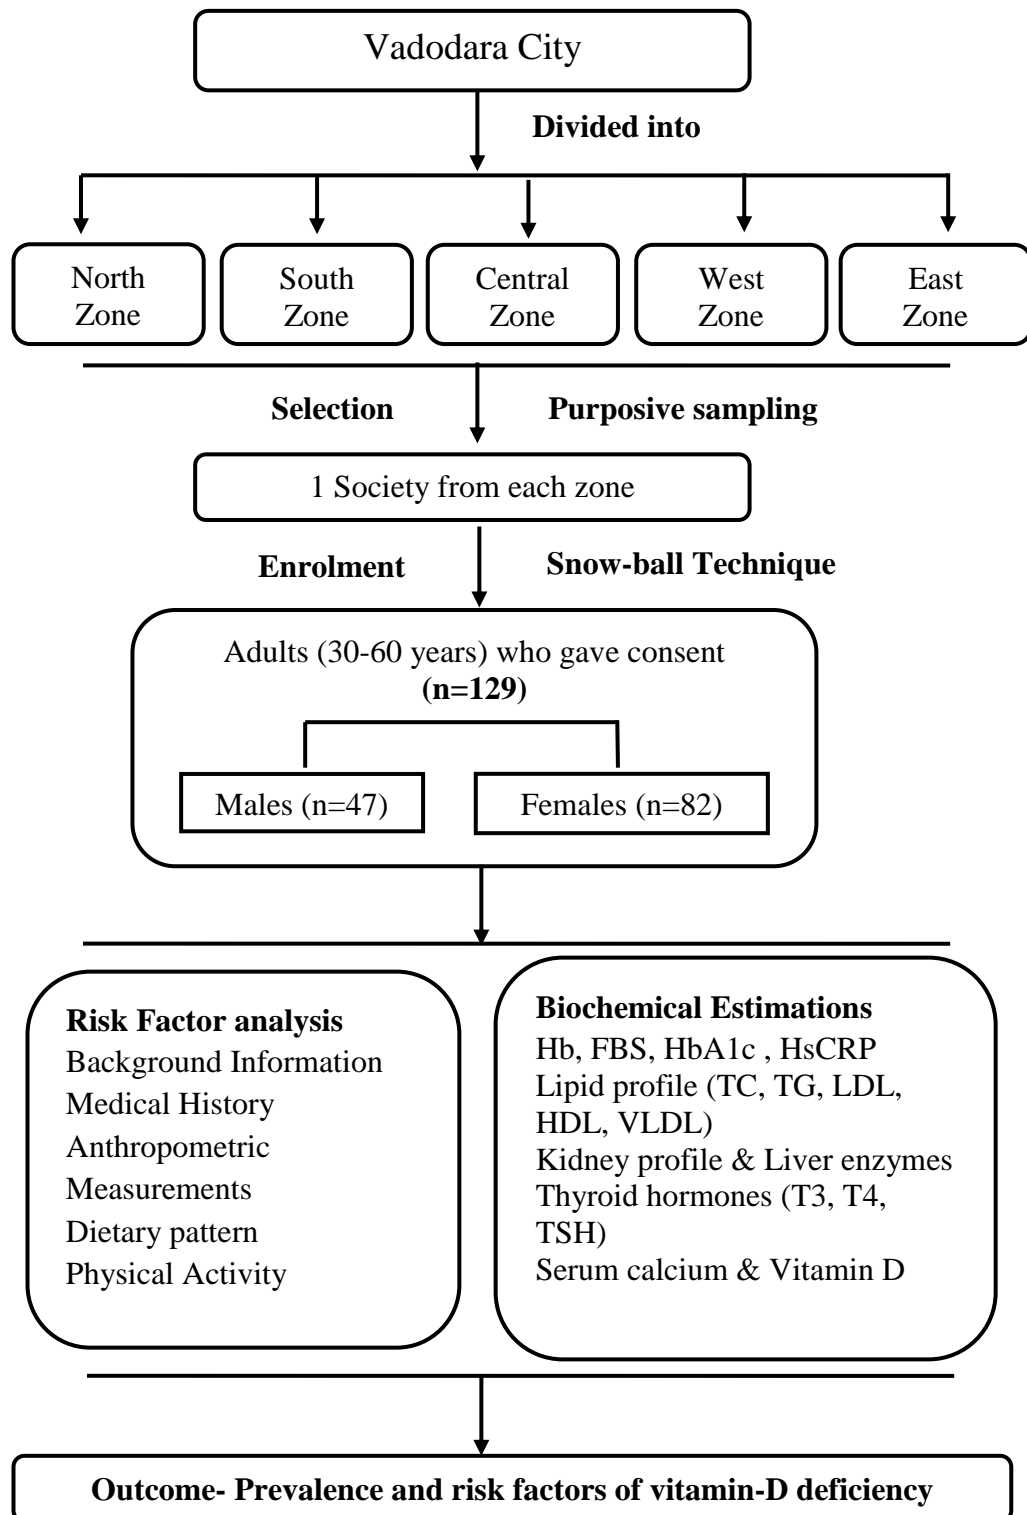 Vadodara City
Divided into
North
Zone
South
Zone
Central
Zone
West
Zone
East
Zone
Selection
Purposive sampling
1 Society from each zone
Enrolment
Snow-ball Technique
Adults (30-60 years) who gave consent
(n=129)
Males (n=47)
Females (n=82)
Risk Factor analysis
Background Information
Medical History
Anthropometric
Measurements
Dietary pattern
Physical Activity
Biochemical Estimations
Hb, FBS, HbA1c , HsCRP
Lipid profile (TC, TG, LDL,
HDL, VLDL)
Kidney profile & Liver enzymes
Thyroid hormones (T3, T4,
TSH)
Serum calcium & Vitamin D
Outcome- Prevalence and risk factors of vitamin-D deficiency